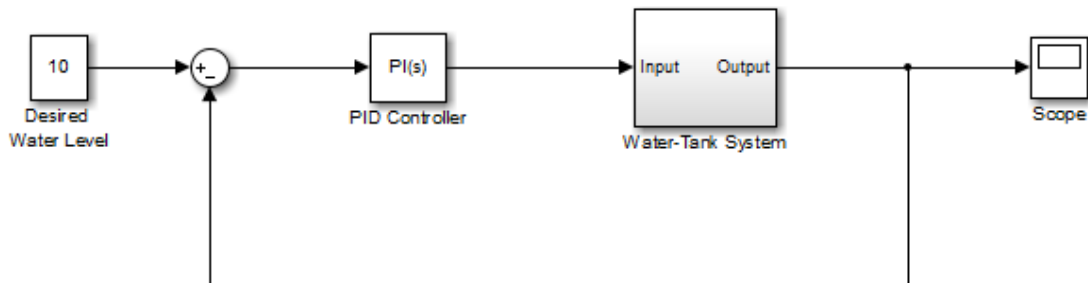 10
+
_
PI(s)
Input
Output
Desired
Water Level
PID Controller
Water-Tank System
Scope